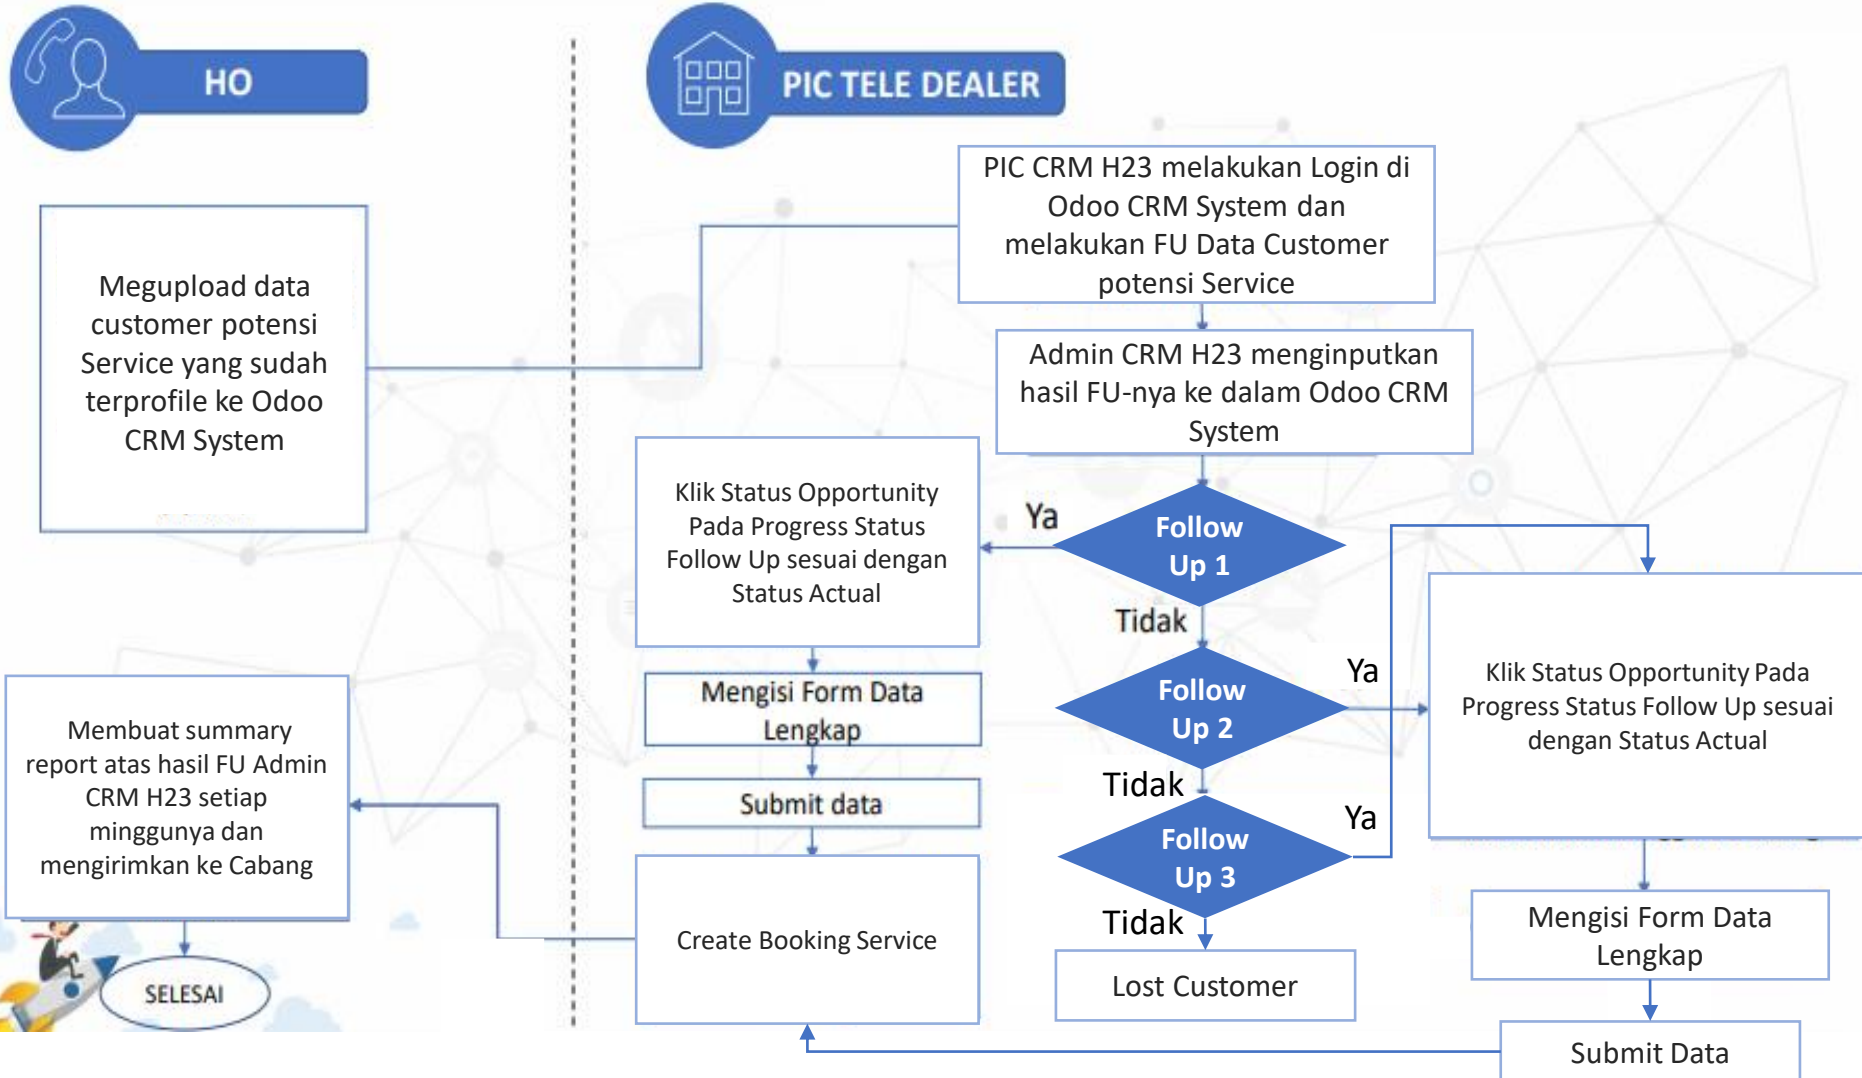 HO
PIC TELE DEALER
Megupload data
customer potensi
Service yang sudah
terprofile ke Odoo
CRM System
PIC CRM H23 melakukan Login di
Odoo CRM System dan
melakukan FU Data Customer
potensi Service
Admin CRM H23 menginputkan
hasil FU-nya ke dalam Odoo CRM
System
Follow
Up 1
Ya
Klik Status Opportunity
Pada Progress Status
Follow Up sesuai dengan
Status Actual
Mengisi Form Data
Lengkap
Submit data
Create Booking Service
Tidak
Follow
Up 2
Ya
Klik Status Opportunity Pada
Progress Status Follow Up sesuai
dengan Status Actual
Tidak
Follow
Up 3
Ya
Mengisi Form Data
Lengkap
Submit Data
Tidak
Lost Customer
Membuat summary
report atas hasil FU Admin
CRM H23 setiap
minggunya dan
mengirimkan ke Cabang
SELESAI